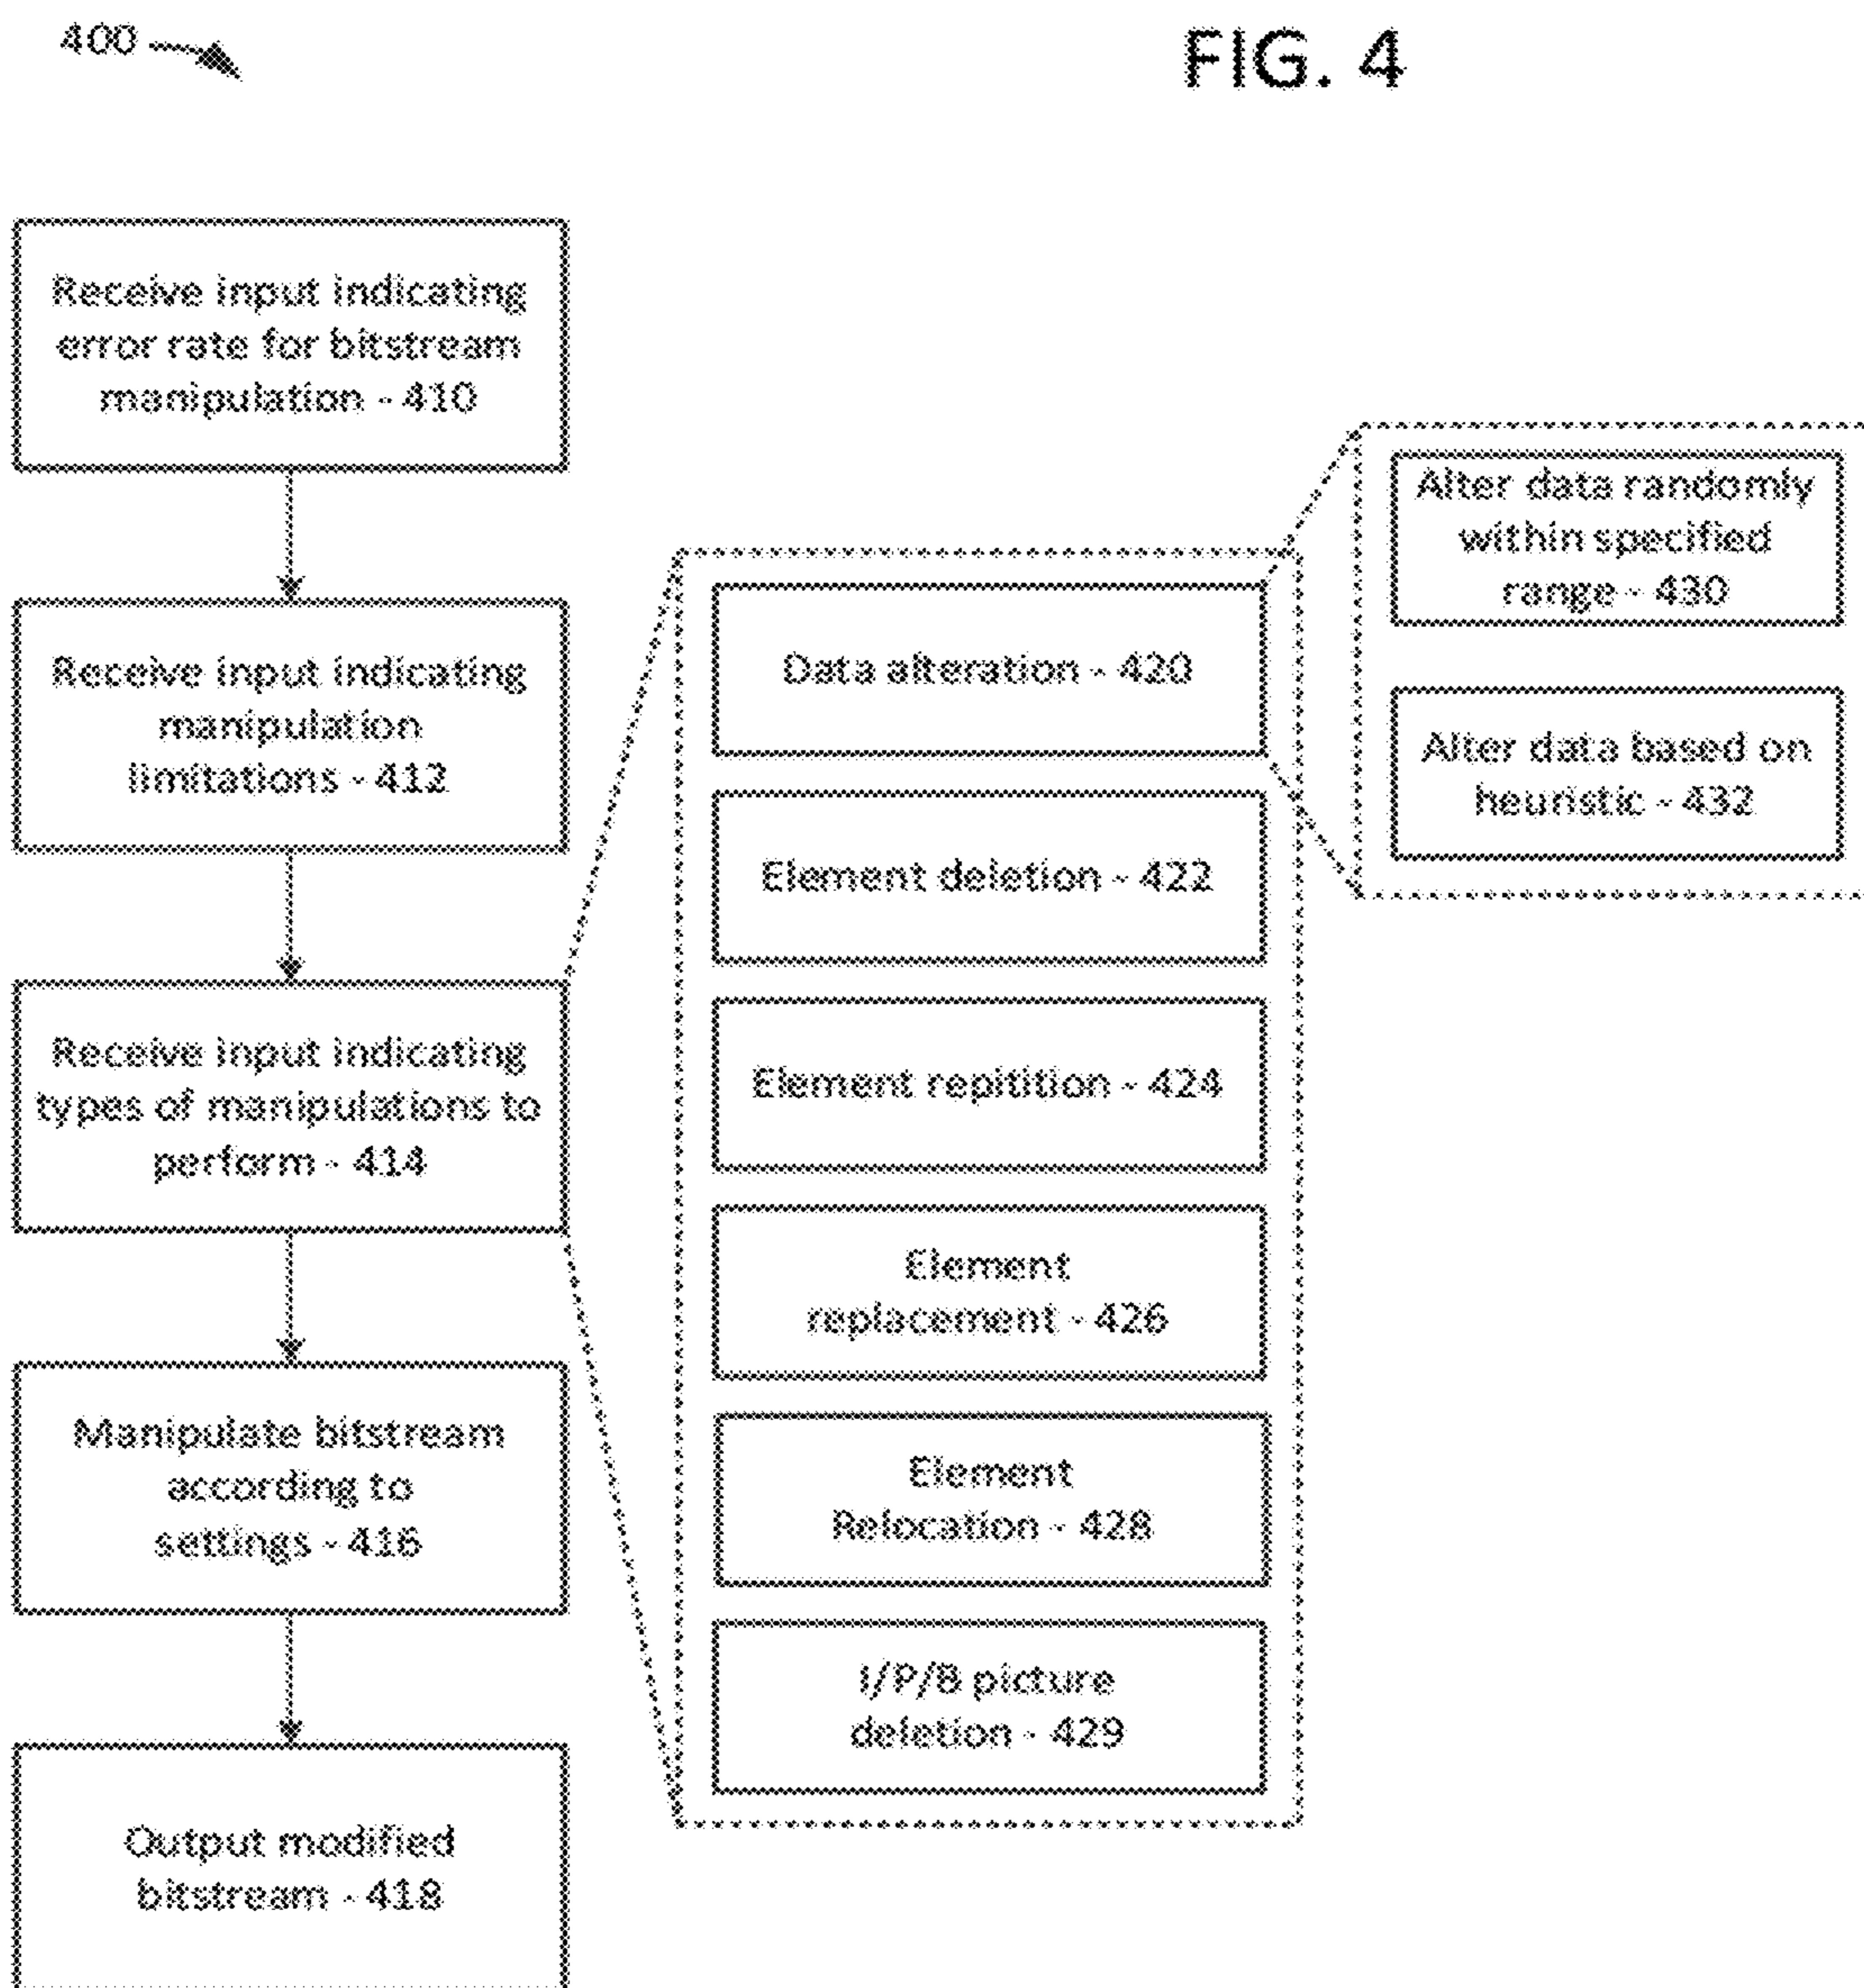 400
FIG. 4
Receive input indicating
error rate for bitstream
manipulation - 410
Receive input indicating
manipulation
limitations - 412
Receive input indicating
types of manipulations to
perform - 414
Manipulate bitstream
according to
settings - 416
Output modified
bitstream - 418
Data alteration - 420
Element deletion - 422
Element repitition - 424
Element
replacement - 426
Element
Relocation - 428
I/P/B picture
deletion - 429
Alter data randomly
within specified
range - 430
Alter data based on
heuristic - 432